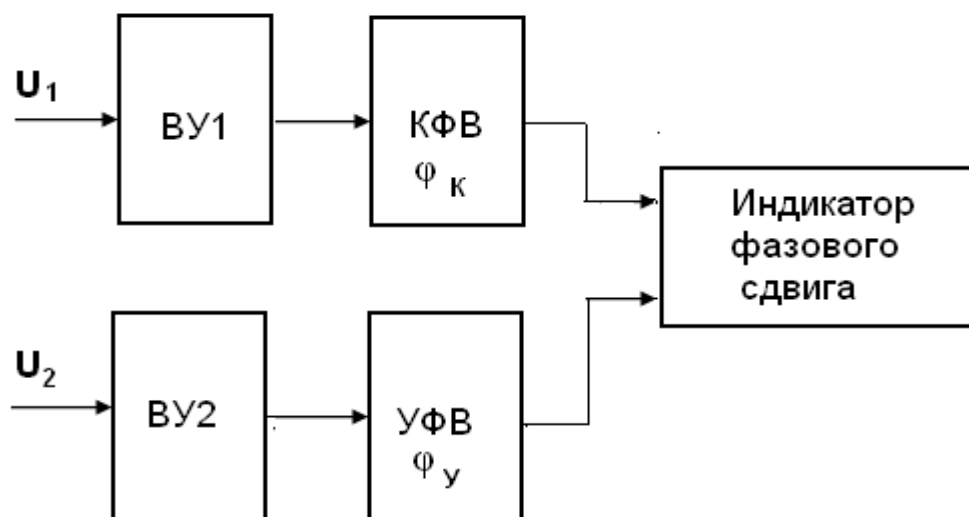 U₁
ВУ1
КФВ
φ К
Индикатор
фазового
сдвига
U₂
ВУ2
УФВ
φ У